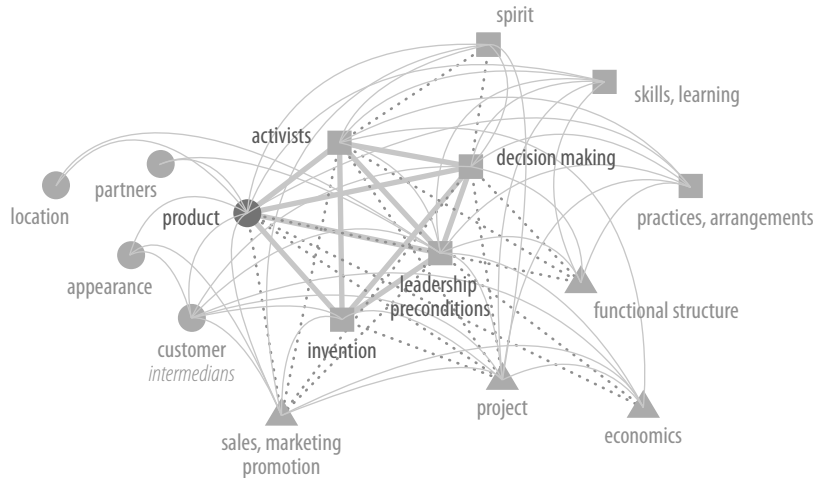 spirit
skills, learning
activists
decision making
partners
location
product
practices, arrangements
appearance
leadership
preconditions
functional structure
customer
intermedians
invention
project
economics
sales, marketing
promotion